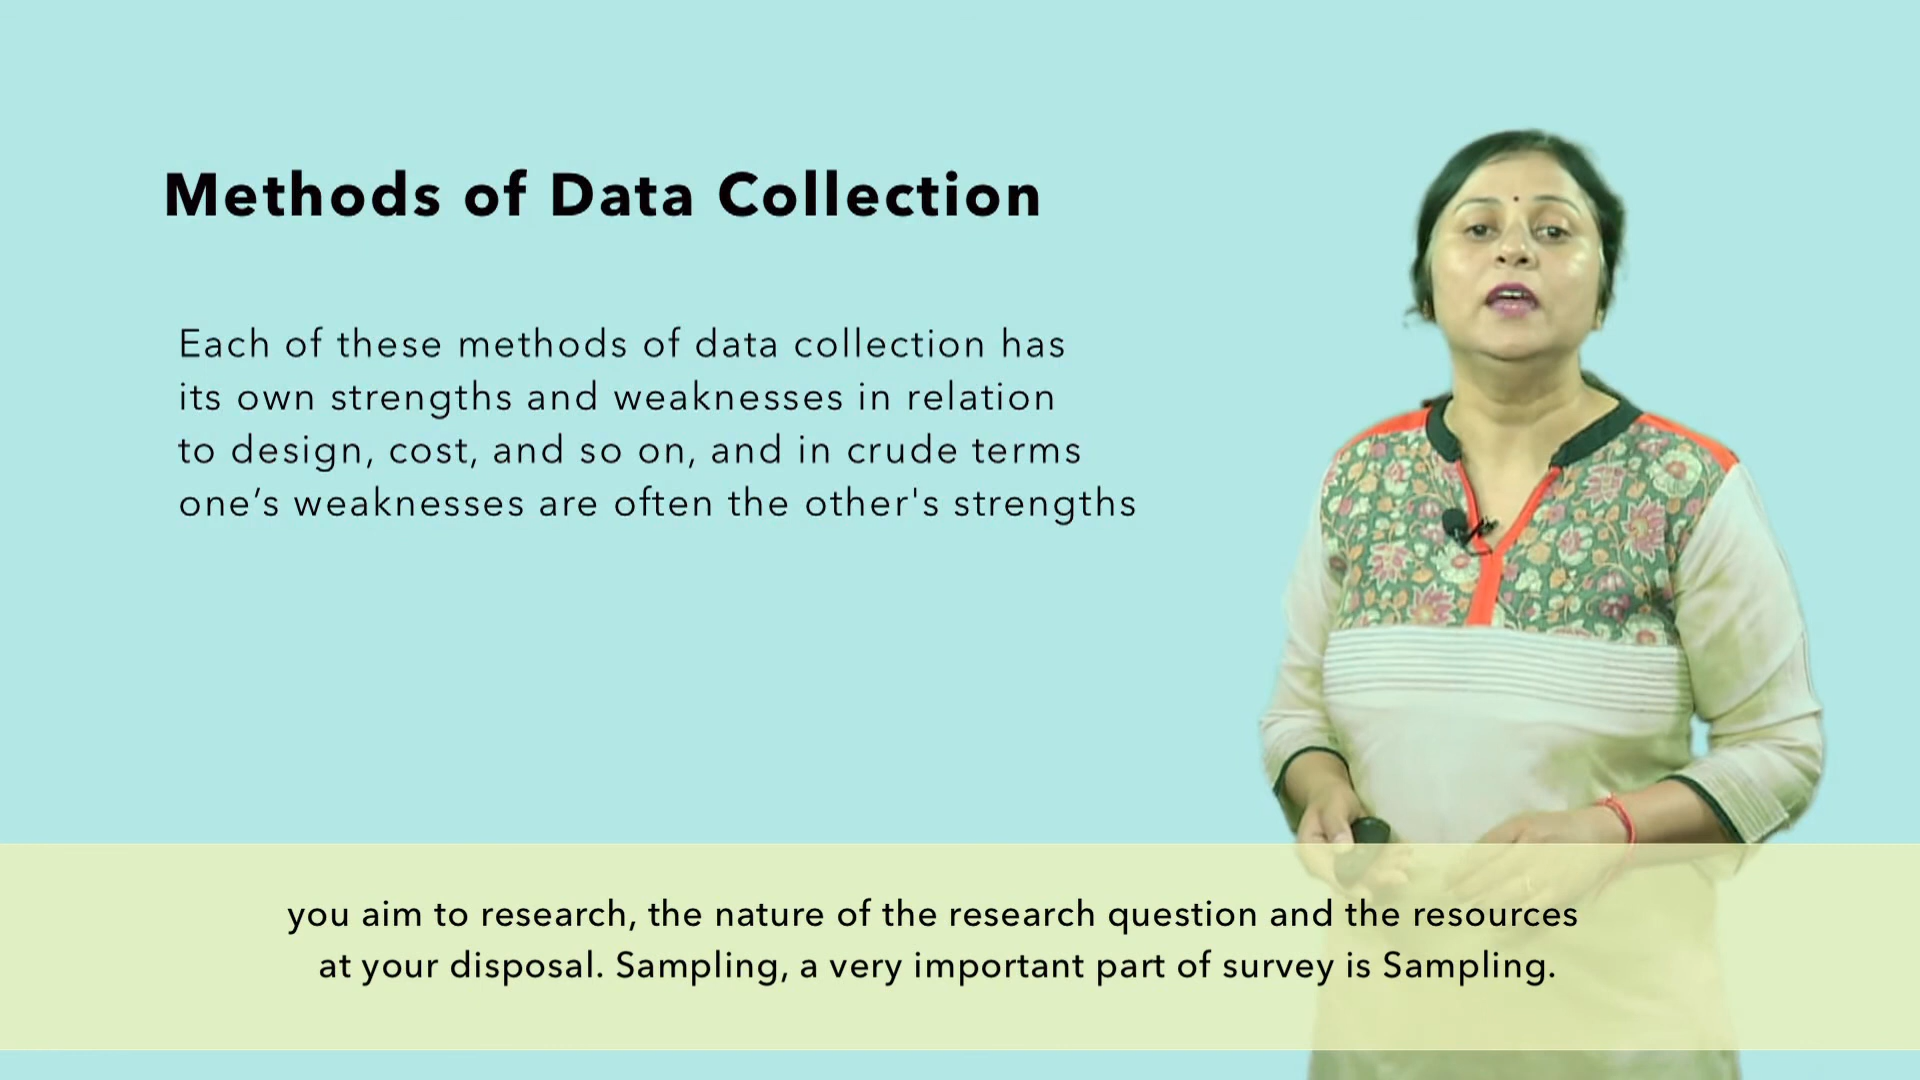 Methods of Data Collection
Each of these methods of data collection has
its own strengths and weaknesses in relation
to design, cost, and so on, and in crude terms
one’s weaknesses are often the other's strengths
you aim to research, the nature of the research question and the resources
at your disposal. Sampling, a very important part of survey is Sampling.